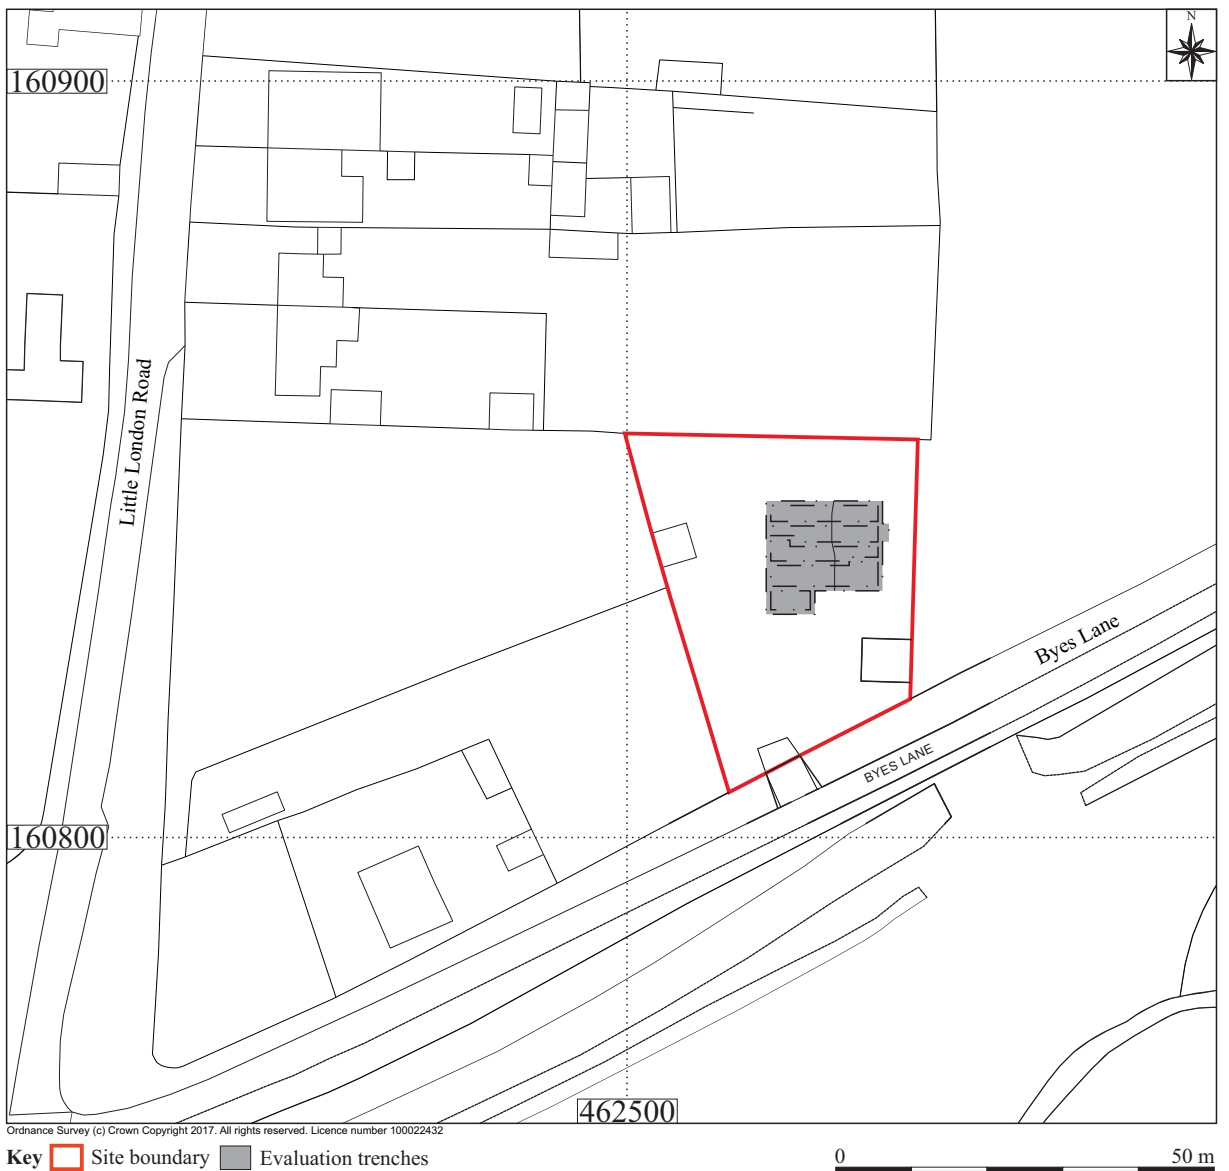 N
160900
Little London Road
Byes Lane
BYES LANE
160800
462500
Ordnance Survey (c) Crown Copyright 2017. All rights reserved. Licence number 100022432
Key Site boundary Evaluation trenches
0 50 m